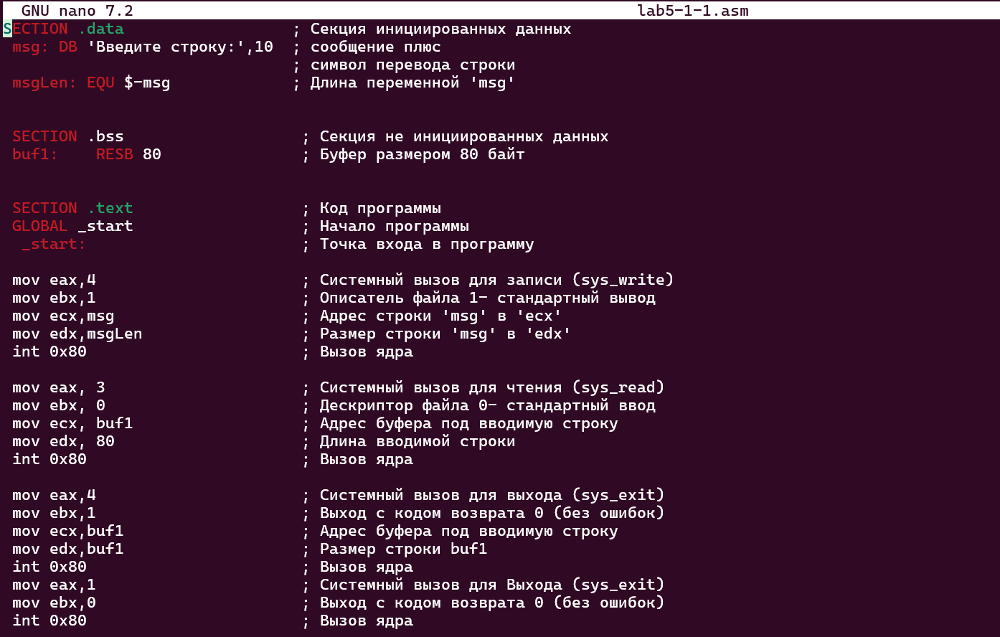 GNU nano 7.2 lab5-1-1.asm
SECTION .data ; Секция инициированных данных
msg: DB 'Введите строку:',10 ; сообщение плюс
; символ перевода строки
msgLen: EQU $-msg ; Длина переменной 'msg'
SECTION .bss ; Секция не инициированных данных
buf1: RESB 80 ; Буфер размером 80 байт
SECTION .text ; Код программы
GLOBAL _start ; Начало программы
_start: ; Точка входа в программу
mov eax,4 ; Системный вызов для записи (sys_write)
mov ebx,1 ; Описатель файла 1- стандартный вывод
mov ecx,msg ; Адрес строки 'msg' в 'ecx'
mov edx,msgLen ; Размер строки 'msg' в 'edx'
int 0x80 ; Вызов ядра
mov eax, 3 ; Системный вызов для чтения (sys_read)
mov ebx, 0 ; Дескриптор файла 0- стандартный ввод
mov ecx, buf1 ; Адрес буфера под вводимую строку
mov edx, 80 ; Длина вводимой строки
int 0x80 ; Вызов ядра
mov eax,4 ; Системный вызов для выхода (sys_exit)
mov ebx,1 ; Выход с кодом возврата 0 (без ошибок)
mov ecx,buf1 ; Адрес буфера под вводимую строку
mov edx,buf1 ; Размер строки buf1
int 0x80 ; Вызов ядра
mov eax,1 ; Системный вызов для Выхода (sys_exit)
mov ebx,0 ; Выход с кодом возврата 0 (без ошибок)
int 0x80 ; Вызов ядра